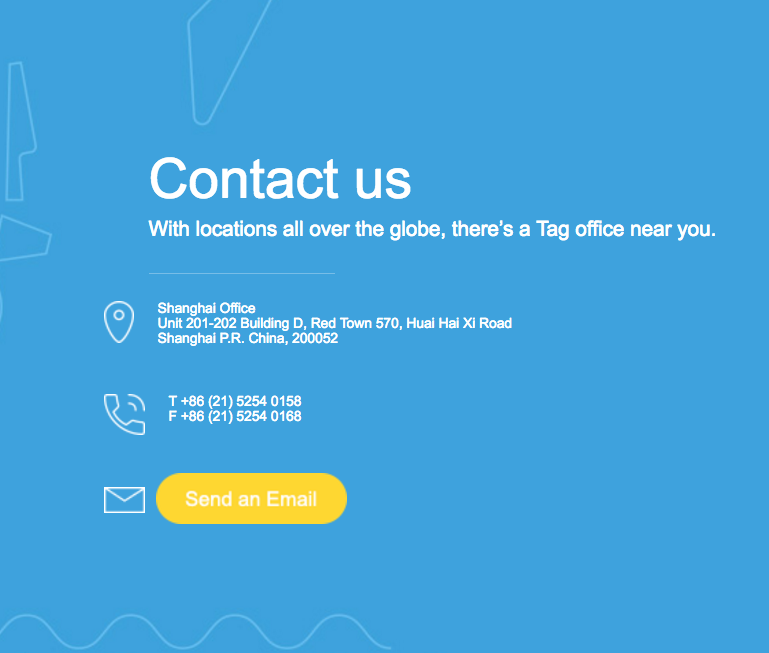 Contact us
With locations all over the globe, there's a Tag office near you.
Shanghai Office
Unit 201-202 Building D, Red Town 570, Huai Hai Xi Road
Shanghai P.R. China, 200052
T +86 (21) 5254 0158
F +86 (21) 5254 0168
Send an Email